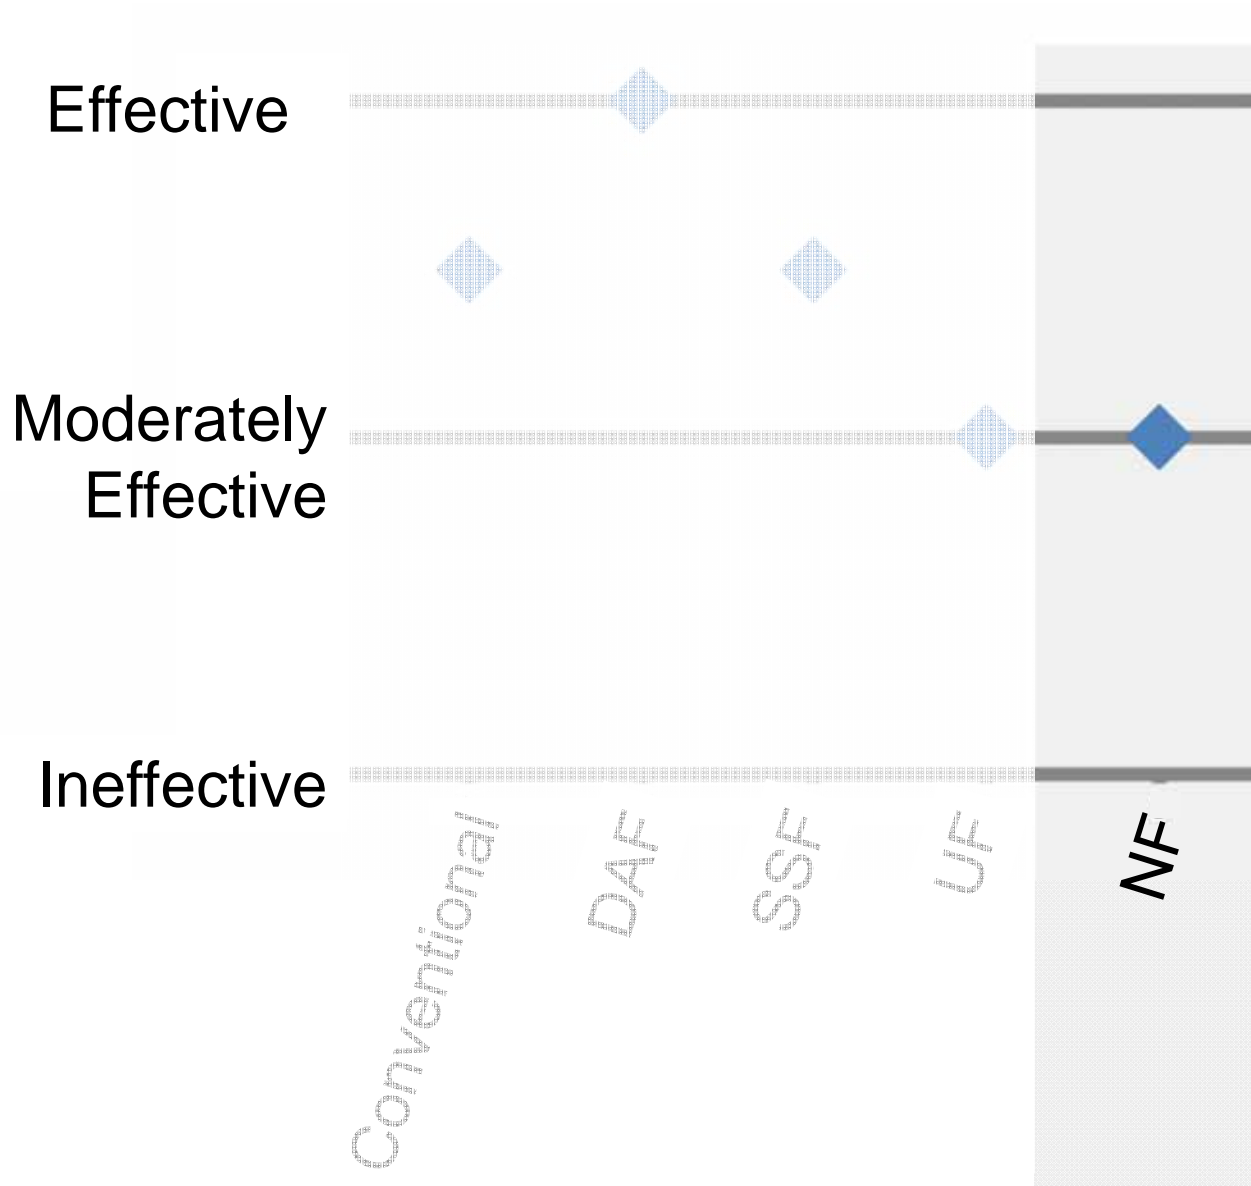 Effective
Moderately
Effective
Ineffective
Conventional
DAF
SSF
UF
NF